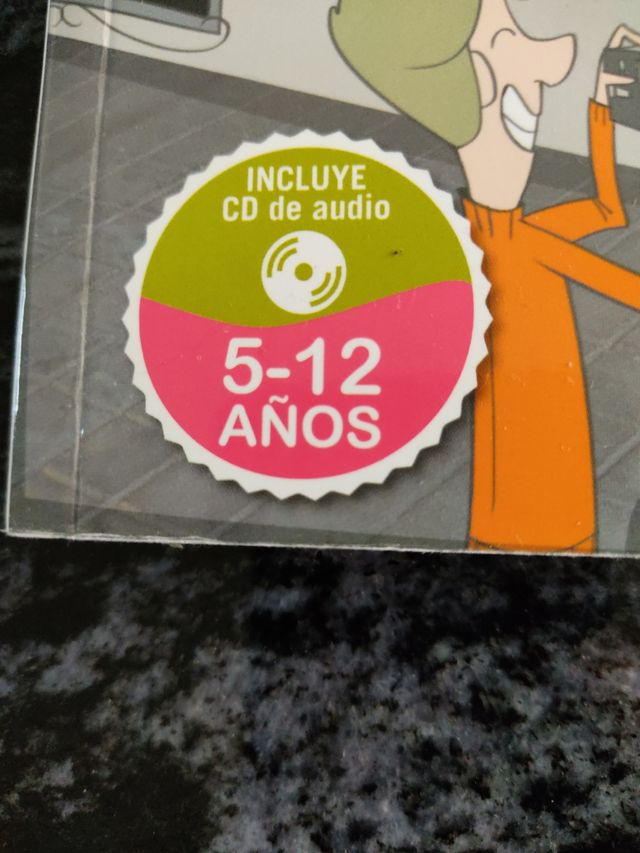 INCLUYE
CD de audio
5-12
AÑOS